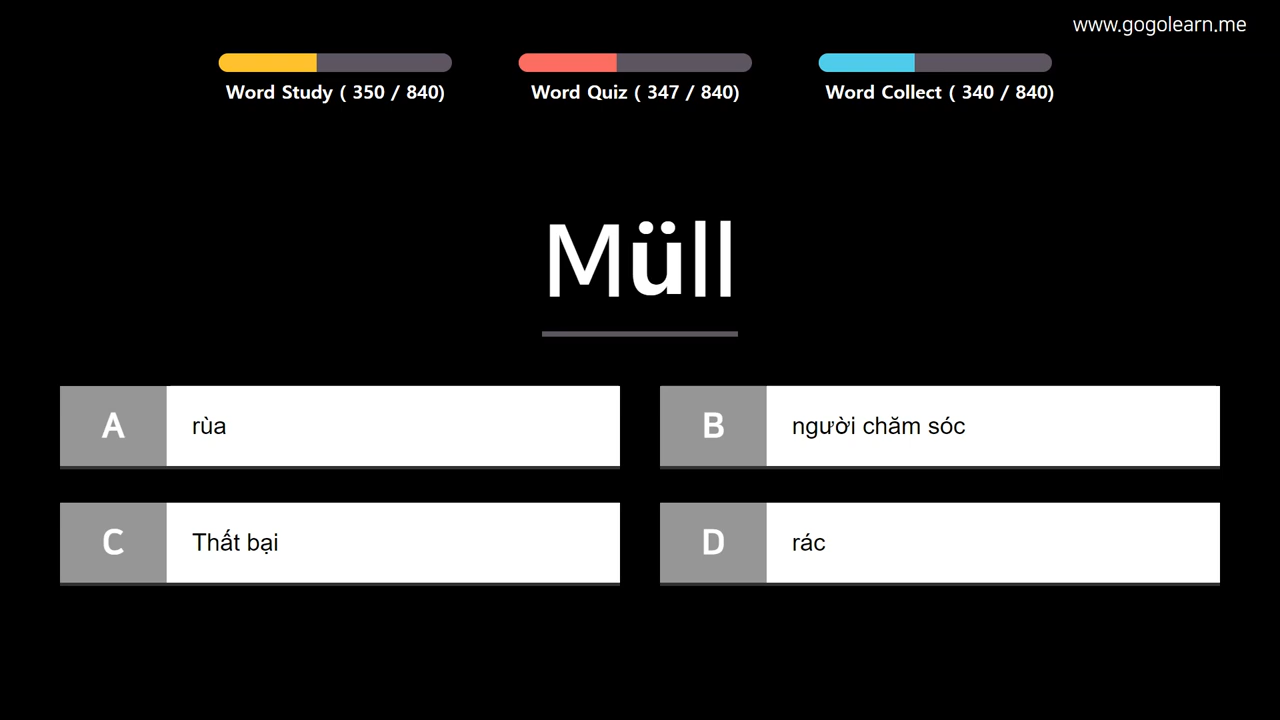 www.gogolearn.me
Word Study ( 350 / 840)
Word Quiz ( 347 / 840)
Word Collect ( 340 / 840)
Müll
A rùa
B người chăm sóc
C Thất bại
D rác